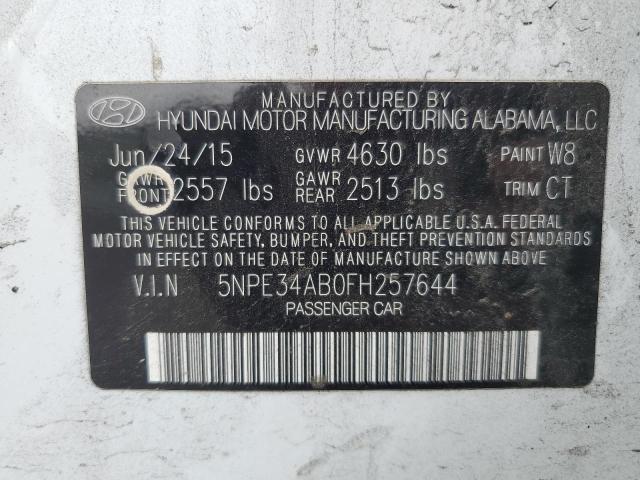 MANUFACTURED BY
HYUNDAI MOTOR MANUFACTURING ALABAMA, LLC
Jun/24/15 GVWR 4630 lbs PAINT W8
GAWR FRONT 2557 lbs GAWR REAR 2513 lbs TRIM CT
THIS VEHICLE CONFORMS TO ALL APPLICABLE U.S.A. FEDERAL
MOTOR VEHICLE SAFETY, BUMPER, AND THEFT PREVENTION STANDARDS
IN EFFECT ON THE DATE OF MANUFACTURE SHOWN ABOVE
V.I.N 5NPE34AB0FH257644
PASSENGER CAR